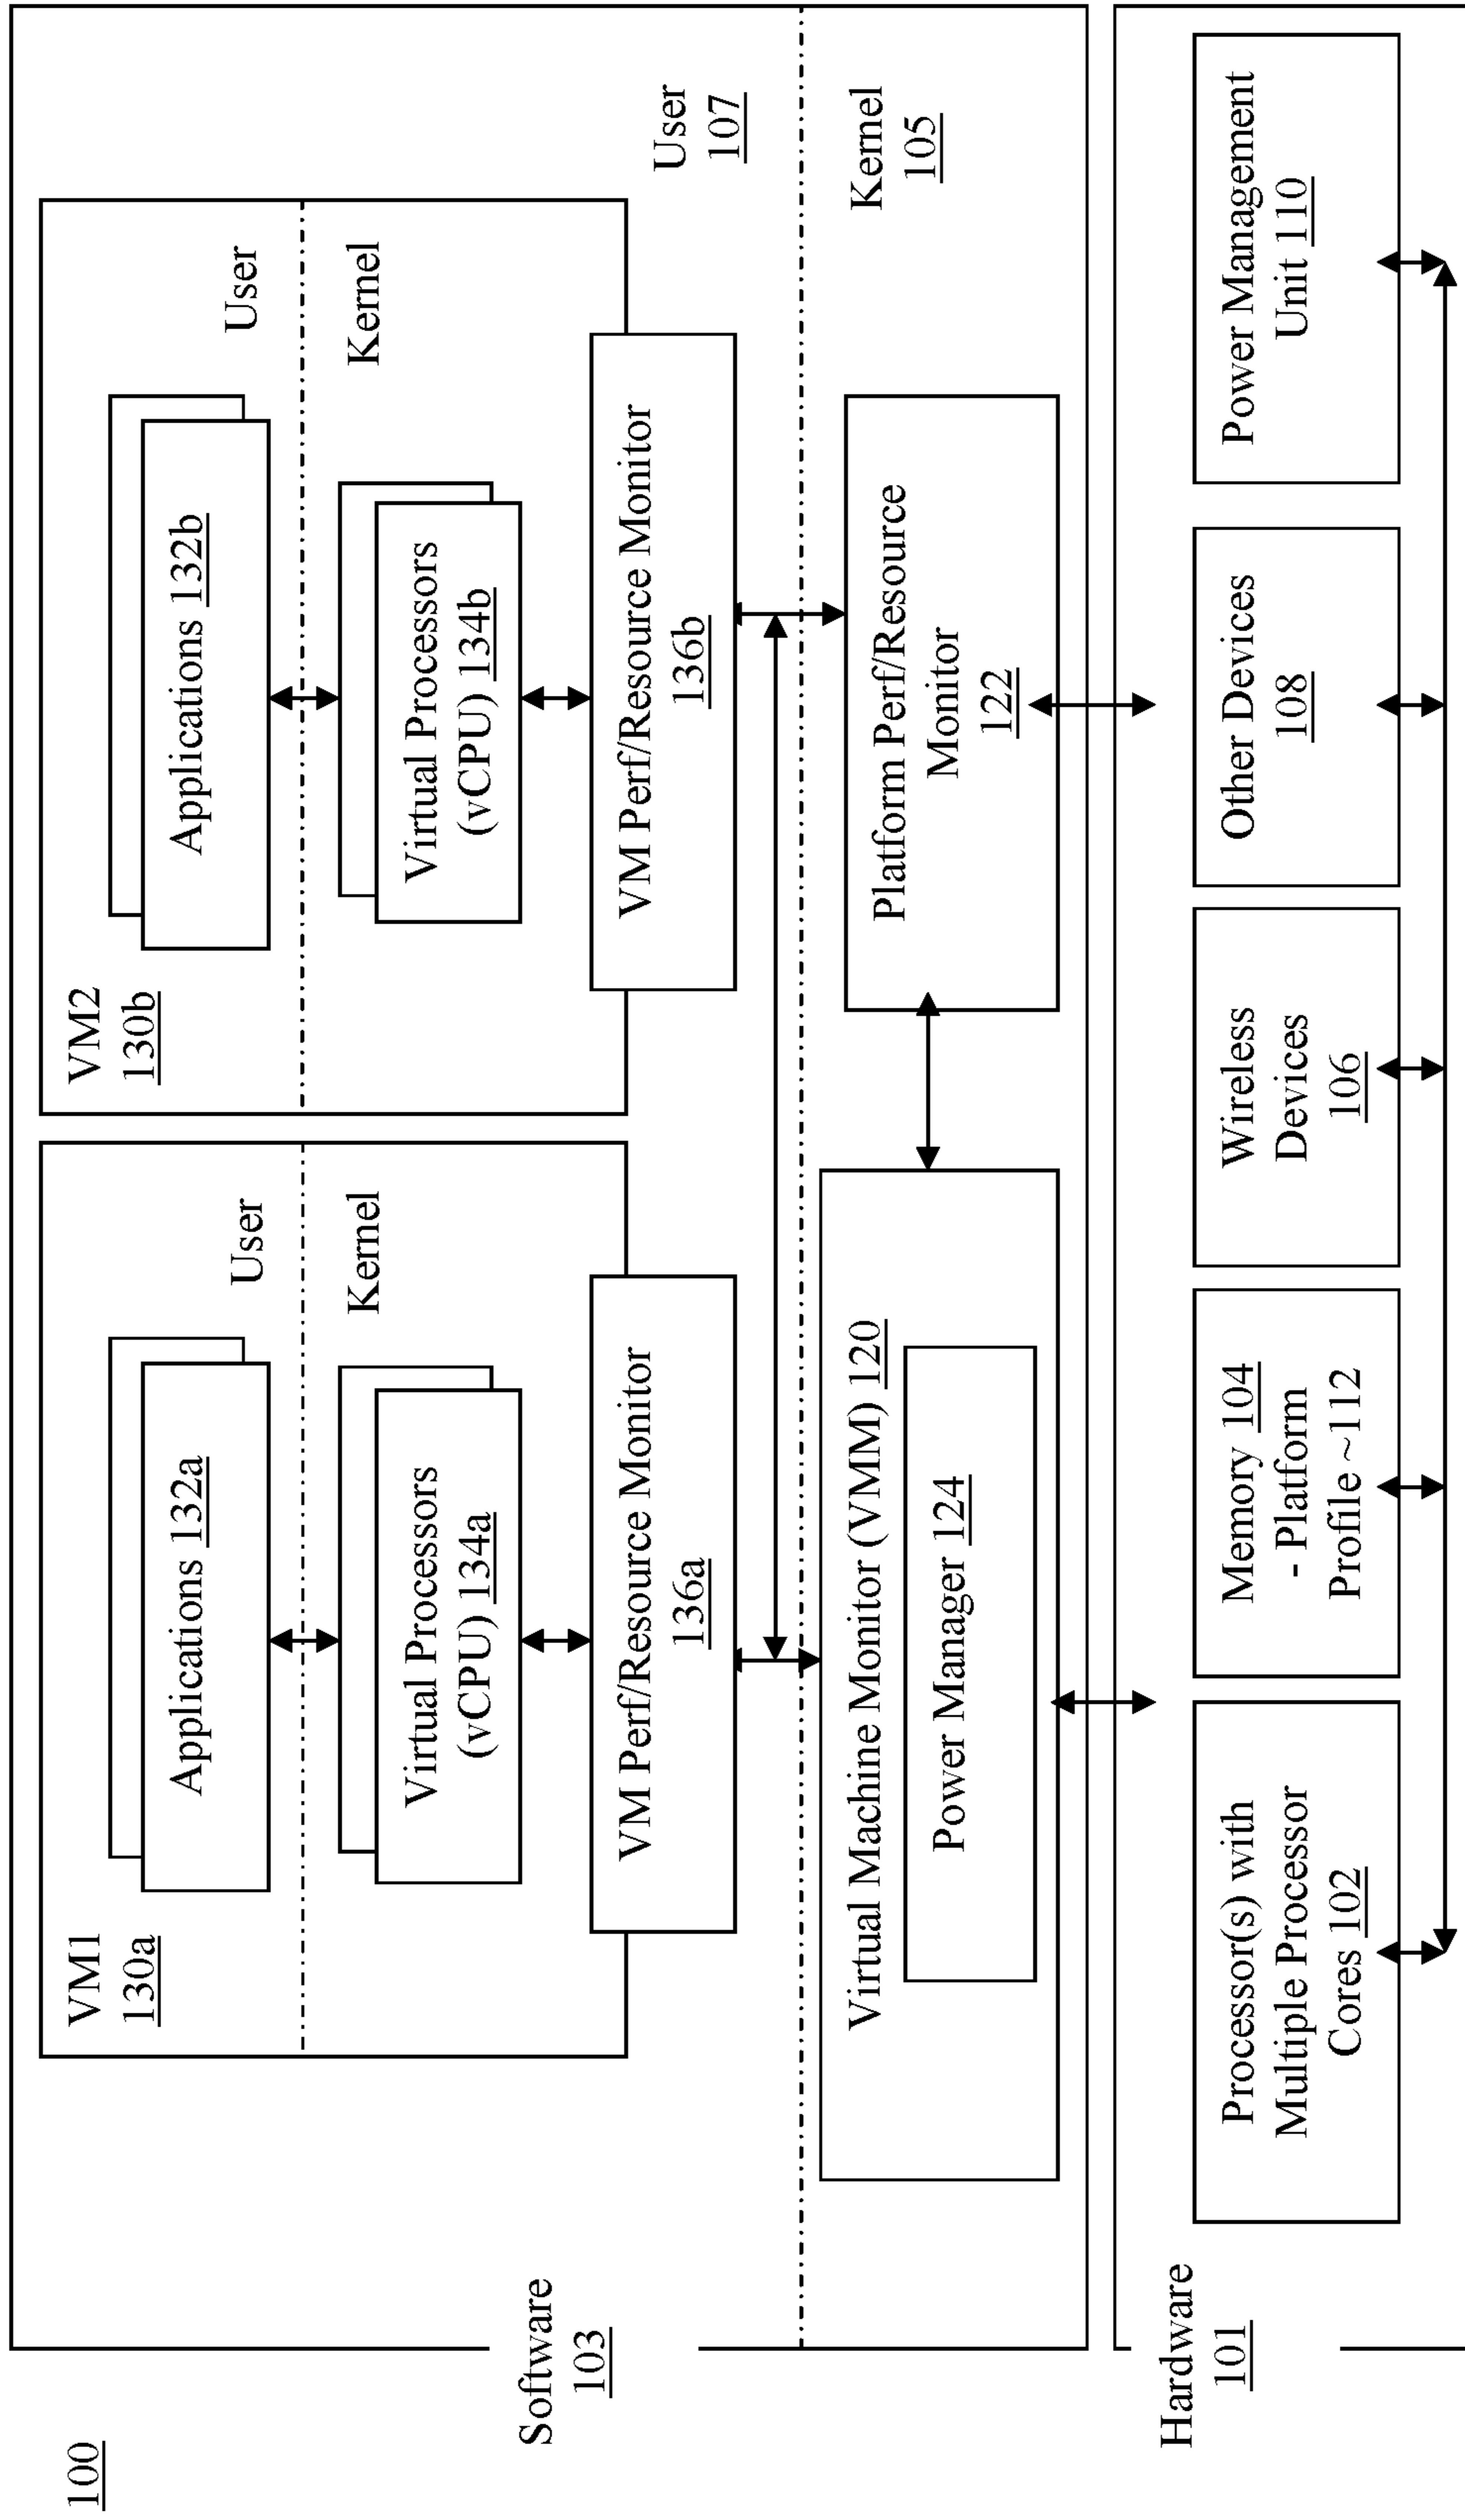 100
Software
103
VM1
130a
Applications 132a
User
Kernel
Virtual Processors
(vCPU) 134a
VM Perf/Resource Monitor
136a
VM2
130b
Applications 132b
User
Kernel
Virtual Processors
(vCPU) 134b
VM Perf/Resource Monitor
136b
User
107
Kernel
105
Virtual Machine Monitor (VMM) 120
Power Manager 124
Platform Perf/Resource
Monitor
122
Hardware
101
Processor(s) with
Multiple Processor
Cores 102
Memory 104
- Platform
Profile ~112
Wireless
Devices
106
Other Devices
108
Power Management
Unit 110